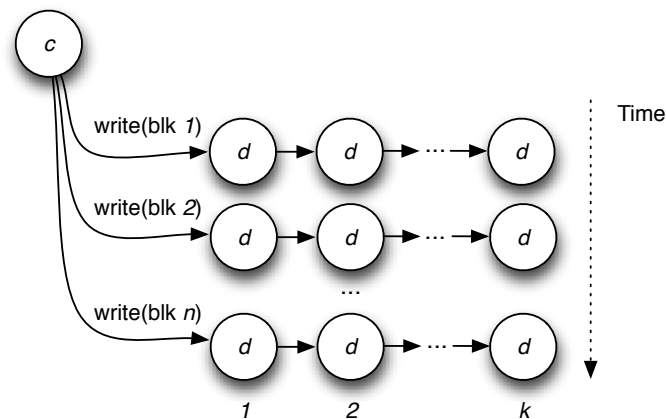 c
Time
write(blk 1)
d d ... d
write(blk 2)
d d ... d
...
write(blk n)
d d ... d
1 2 k